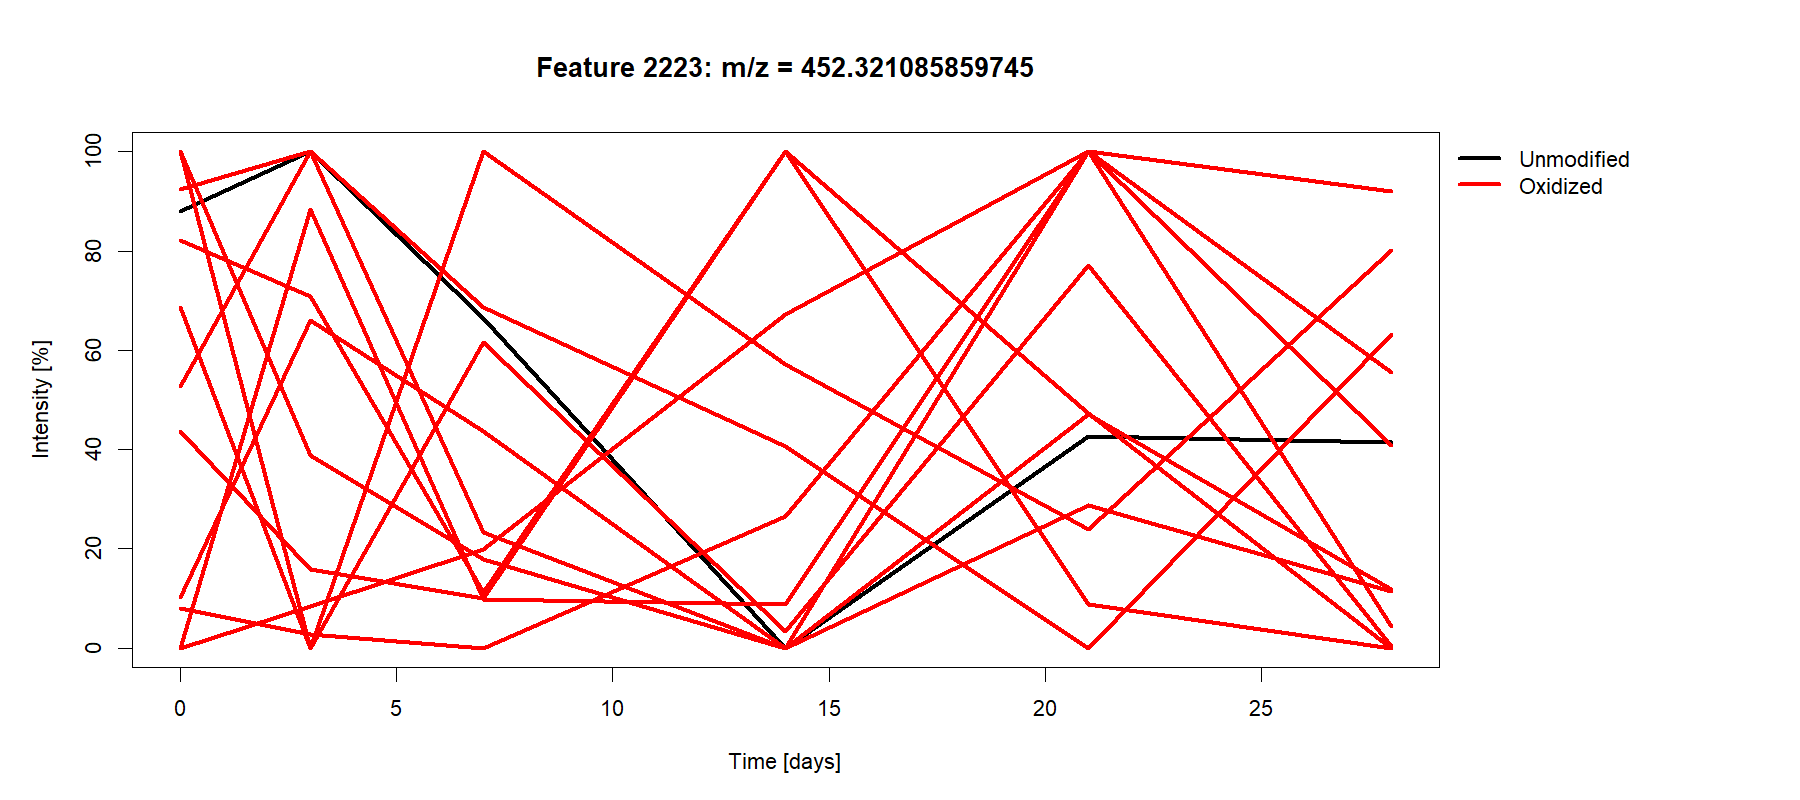 Feature 2223: m/z = 452.321085859745
Unmodified
Oxidized
Intensity [%]
100
80
60
40
20
0
0 5 10 15 20 25
Time [days]